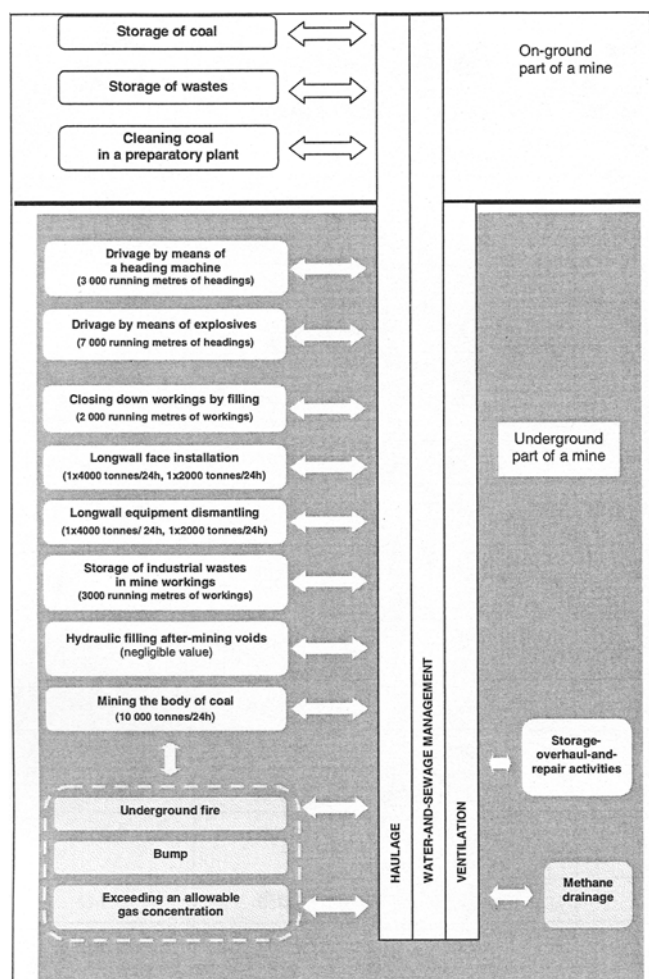 Storage of coal
On-ground
part of a mine
Storage of wastes
Cleaning coal
in a preparatory plant
Drivage by means of
a heading machine
(3 000 running metres of headings)
Drivage by means of explosives
(7 000 running metres of headings)
Closing down workings by filling
(2 000 running metres of workings)
Underground
part of a mine
Longwall face installation
(1x4000 tonnes/24h, 1x2000 tonnes/24h)
Longwall equipment dismantling
(1x4000 tonnes/ 24h, 1x2000 tonnes/24h)
Storage of industrial wastes
in mine workings
(3000 running metres of workings)
Hydraulic filling after-mining voids
(negligible value)
Mining the body of coal
(10 000 tonnes/24h)
Storage-
overhaul-and-
repair activities
Underground fire
Bump
Exceeding an allowable
gas concentration
HAULAGE
WATER-AND-SEWAGE MANAGEMENT
VENTILATION
Methane
drainage